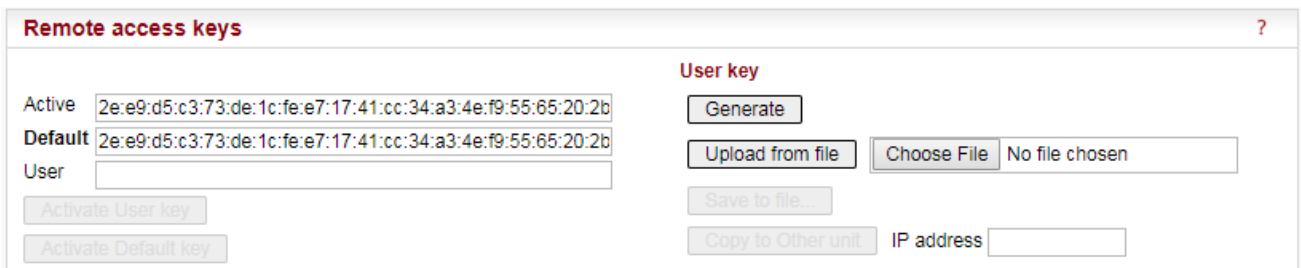 Remote access keys ?
User key
Active 2e:e9:d5:c3:73:de:1c:fe:e7:17:41:cc:34:a3:4e:f9:55:65:20:2b
Generate
Default 2e:e9:d5:c3:73:de:1c:fe:e7:17:41:cc:34:a3:4e:f9:55:65:20:2b
Upload from file Choose File No file chosen
User
Activate User key
Save to file...
Activate Default key
Copy to Other unit IP address